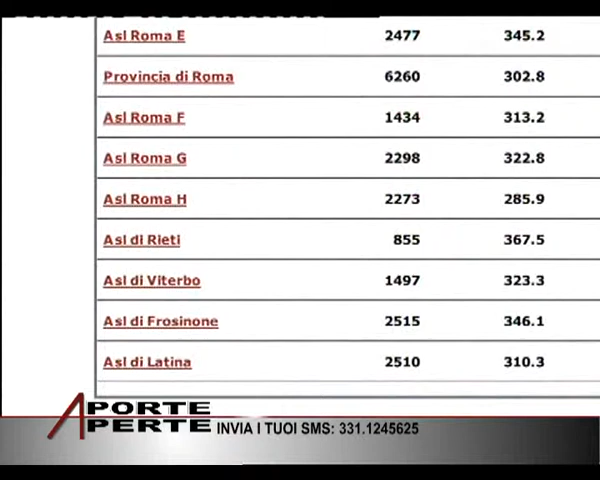 Asl Roma E 2477 345.2
Provincia di Roma 6260 302.8
Asl Roma F 1434 313.2
Asl Roma G 2298 322.8
Asl Roma H 2273 285.9
Asl di Rieti 855 367.5
Asl di Viterbo 1497 323.3
Asl di Frosinone 2515 346.1
Asl di Latina 2510 310.3
APORTE
APERTE INVIA I TUOI SMS: 331.1245625